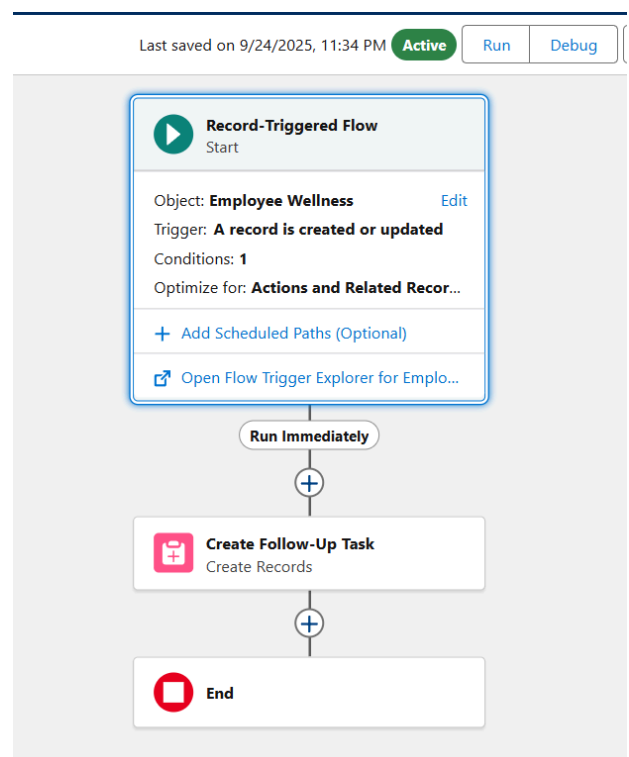 Last saved on 9/24/2025, 11:34 PM Active Run Debug
Record-Triggered Flow
Start
Object: Employee Wellness Edit
Trigger: A record is created or updated
Conditions: 1
Optimize for: Actions and Related Recor...
+ Add Scheduled Paths (Optional)
Open Flow Trigger Explorer for Emplo...
Run Immediately
Create Follow-Up Task
Create Records
End